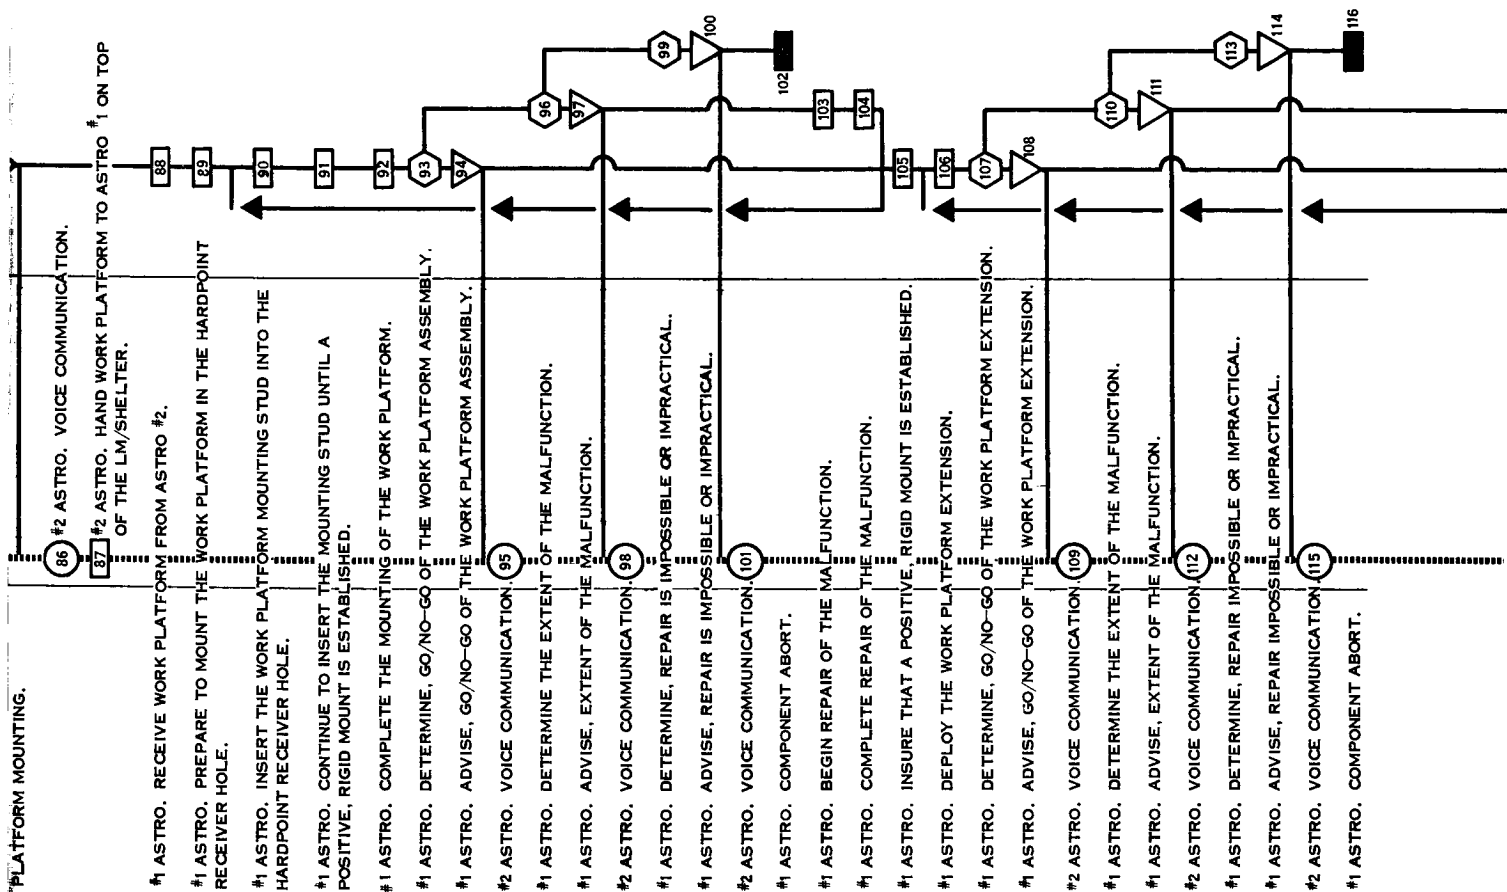 PLATFORM MOUNTING.
86 #2 ASTRO. VOICE COMMUNICATION.
87 #2 ASTRO. HAND WORK PLATFORM TO ASTRO #1 ON TOP
OF THE LM/SHELTER.
#1 ASTRO. RECEIVE WORK PLATFORM FROM ASTRO #2. 88
#1 ASTRO. PREPARE TO MOUNT THE WORK PLATFORM IN THE HARDPOINT 89
RECEIVER HOLE.
#1 ASTRO. INSERT THE WORK PLATFORM MOUNTING STUD INTO THE 90
HARDPOINT RECEIVER HOLE.
#1 ASTRO. CONTINUE TO INSERT THE MOUNTING STUD UNTIL A 91
POSITIVE, RIGID MOUNT IS ESTABLISHED.
#1 ASTRO. COMPLETE THE MOUNTING OF THE WORK PLATFORM. 92
#1 ASTRO. DETERMINE, GO/NO-GO OF THE WORK PLATFORM ASSEMBLY. 93
#1 ASTRO. ADVISE, GO/NO-GO OF THE WORK PLATFORM ASSEMBLY. 94
#2 ASTRO. VOICE COMMUNICATION. 95
#1 ASTRO. DETERMINE THE EXTENT OF THE MALFUNCTION. 96
#1 ASTRO. ADVISE, EXTENT OF THE MALFUNCTION. 97
#2 ASTRO. VOICE COMMUNICATION. 98
#1 ASTRO. DETERMINE, REPAIR IS IMPOSSIBLE OR IMPRACTICAL. 99
#1 ASTRO. ADVISE, REPAIR IS IMPOSSIBLE OR IMPRACTICAL. 100
#2 ASTRO. VOICE COMMUNICATION. 101
#1 ASTRO. COMPONENT ABORT. 102
#1 ASTRO. BEGIN REPAIR OF THE MALFUNCTION. 103
#1 ASTRO. COMPLETE REPAIR OF THE MALFUNCTION. 104
#1 ASTRO. INSURE THAT A POSITIVE, RIGID MOUNT IS ESTABLISHED. 105
#1 ASTRO. DEPLOY THE WORK PLATFORM EXTENSION. 106
#1 ASTRO. DETERMINE, GO/NO-GO OF THE WORK PLATFORM EXTENSION. 107
#1 ASTRO. ADVISE, GO/NO-GO OF THE WORK PLATFORM EXTENSION. 108
#2 ASTRO. VOICE COMMUNICATION. 109
#1 ASTRO. DETERMINE THE EXTENT OF THE MALFUNCTION. 110
#1 ASTRO. ADVISE, EXTENT OF THE MALFUNCTION. 111
#2 ASTRO. VOICE COMMUNICATION. 112
#1 ASTRO. DETERMINE, REPAIR IMPOSSIBLE OR IMPRACTICAL. 113
#1 ASTRO. ADVISE, REPAIR IMPOSSIBLE OR IMPRACTICAL. 114
#2 ASTRO. VOICE COMMUNICATION. 115
#1 ASTRO. COMPONENT ABORT. 116